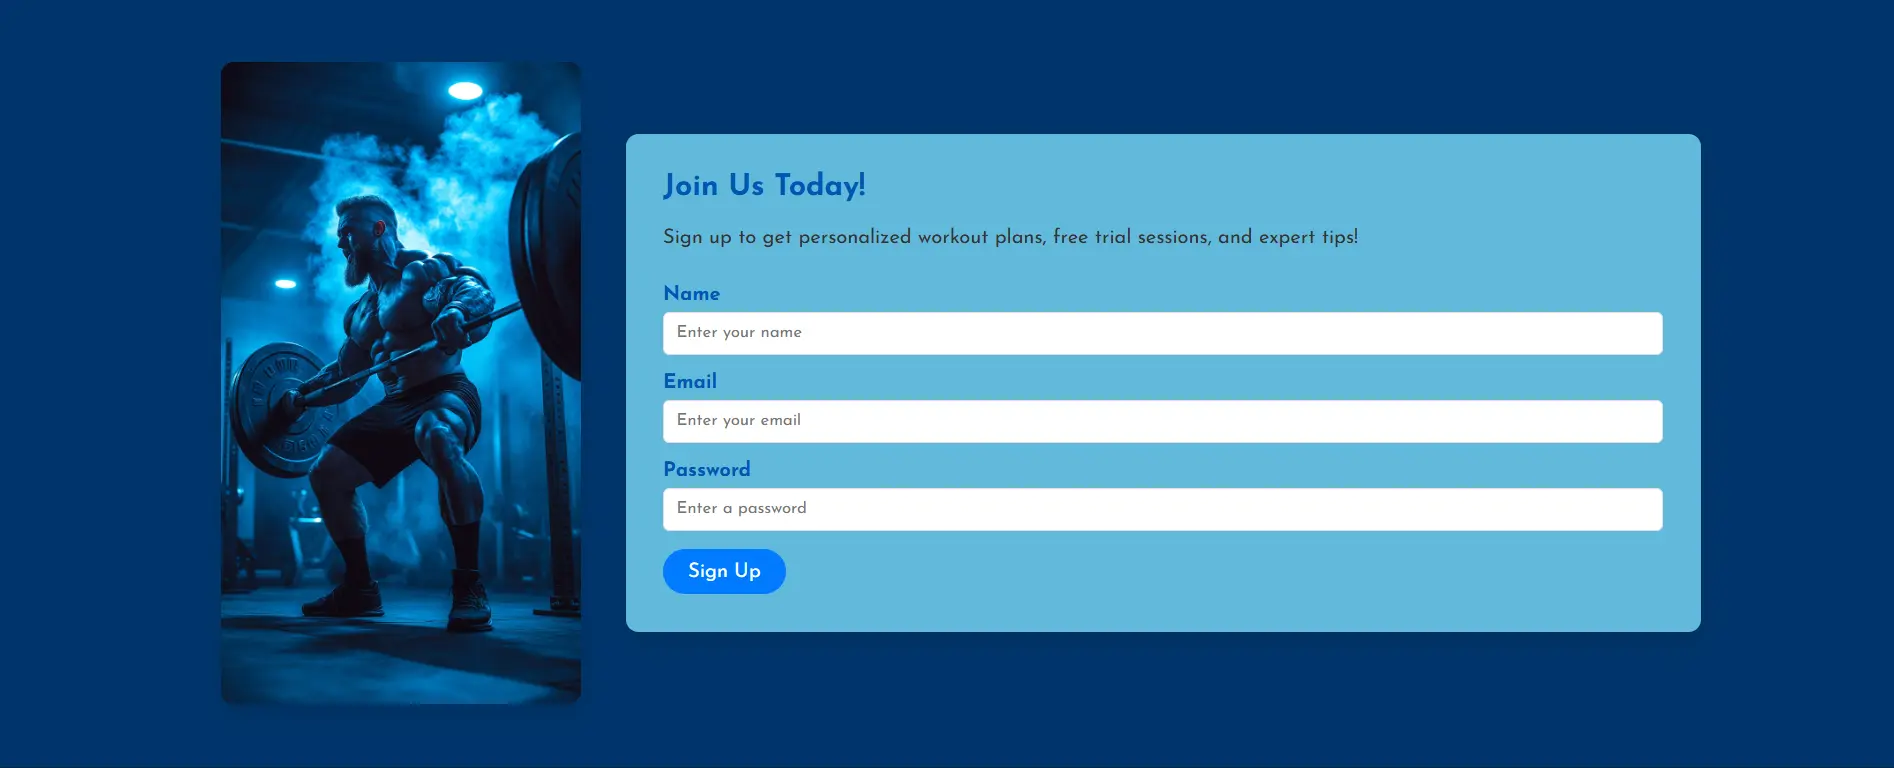 Join Us Today!
Sign up to get personalized workout plans, free trial sessions, and expert tips!
Name
Enter your name
Email
Enter your email
Password
Enter a password
Sign Up